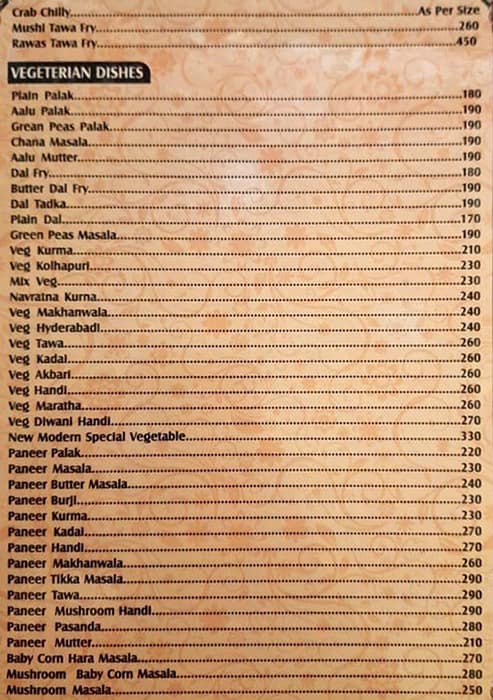 Crab Chilly..........As Per Size
Mushi Tawa Fry..........260
Rawas Tawa Fry..........450
VEGETERIAN DISHES
Plain Palak..........180
Aalu Palak..........190
Grean Peas Palak..........190
Chana Masala..........190
Aalu Mutter..........190
Dal Fry..........180
Butter Dal Fry..........190
Dal Tadka..........190
Plain Dal..........170
Green Peas Masala..........190
Veg Kurma..........210
Veg Kolhapuri..........230
Mix Veg..........230
Navratna Kurna..........240
Veg Makhanwala..........240
Veg Hyderabadi..........240
Veg Tawa..........260
Veg Kadai..........260
Veg Akbari..........260
Veg Handi..........260
Veg Maratha..........260
Veg Diwani Handi..........270
New Modern Special Vegetable..........330
Paneer Palak..........220
Paneer Masala..........230
Paneer Butter Masala..........240
Paneer Burji..........230
Paneer Kurma..........230
Paneer Kadai..........270
Paneer Handi..........270
Paneer Makhanwala..........260
Paneer Tikka Masala..........290
Paneer Tawa..........290
Paneer Mushroom Handi..........290
Paneer Pasanda..........280
Paneer Mutter..........210
Baby Corn Hara Masala..........270
Mushroom Baby Corn Masala..........280
Mushroom Masala..........250